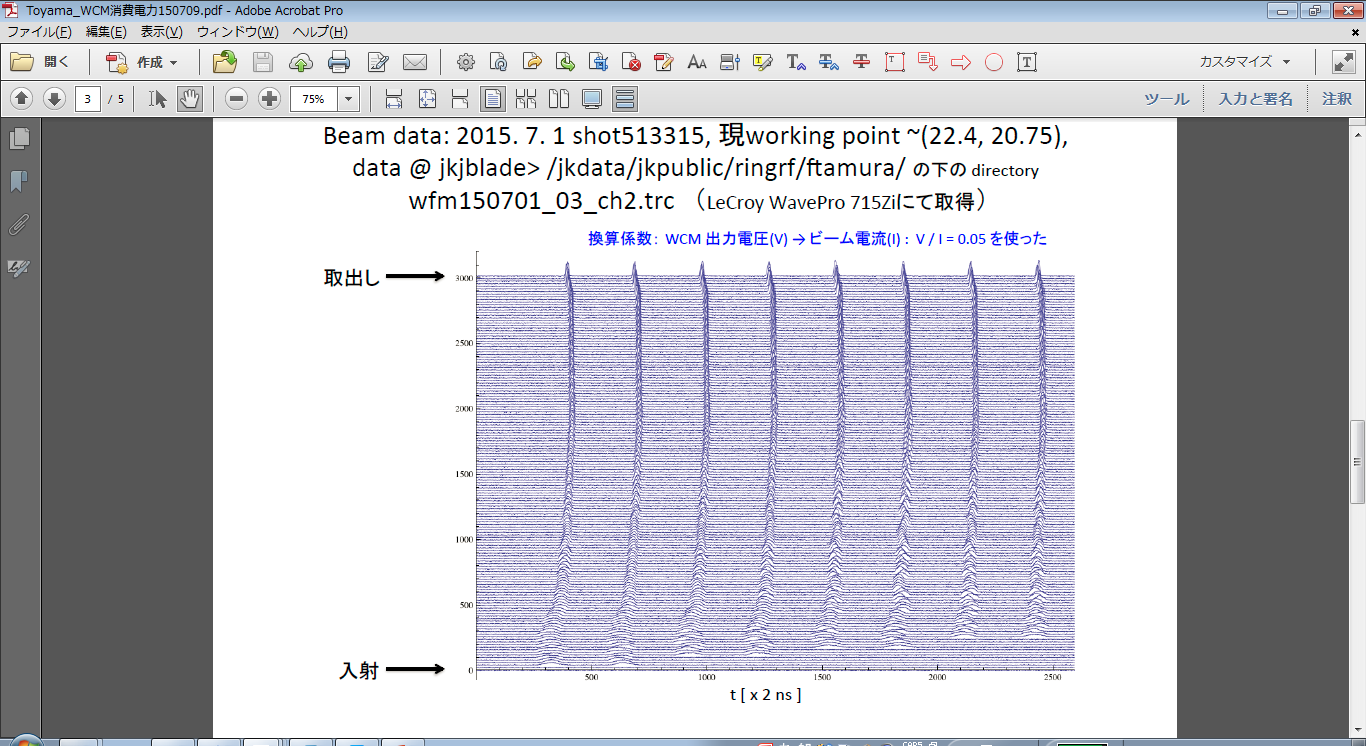 Toyama_WCM消費電力150709.pdf - Adobe Acrobat Pro
ファイル(F) 編集(E) 表示(V) ウィンドウ(W) ヘルプ(H)
開く 作成 カスタマイズ
3 / 5 75% ツール 入力と署名 注釈
Beam data: 2015. 7. 1 shot513315, 現working point ~(22.4, 20.75),
data @ jkjblade> /jkdata/jkpublic/ringrf/ftamura/ の下の directory
wfm150701_03_ch2.trc （LeCroy WavePro 715Ziにて取得）
換算係数: WCM 出力電圧(V) → ビーム電流(I) : V / I = 0.05 を使った
取出し
3000
2500
2000
1500
1000
500
入射
0
500 1000 1500 2000 2500
t [ x 2 ns ]